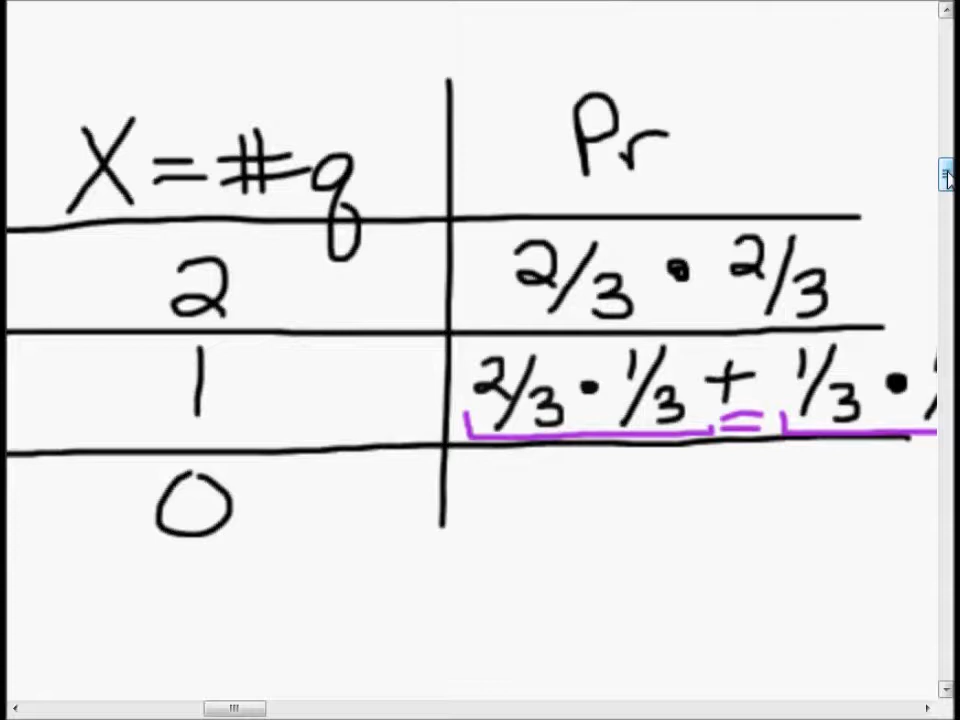 X = #g Pr
2 2/3 • 2/3
1 2/3 • 1/3 + 1/3 •
0